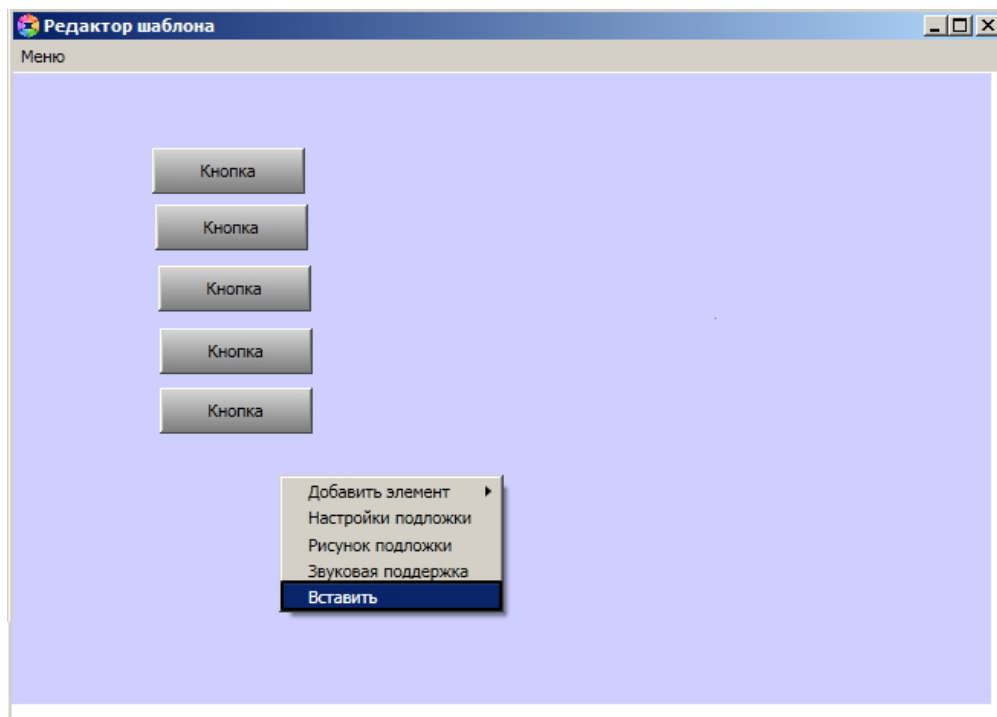 Редактор шаблона
Меню
Кнопка
Кнопка
Кнопка
Кнопка
Кнопка
Добавить элемент
Настройки подложки
Рисунок подложки
Звуковая поддержка
Вставить